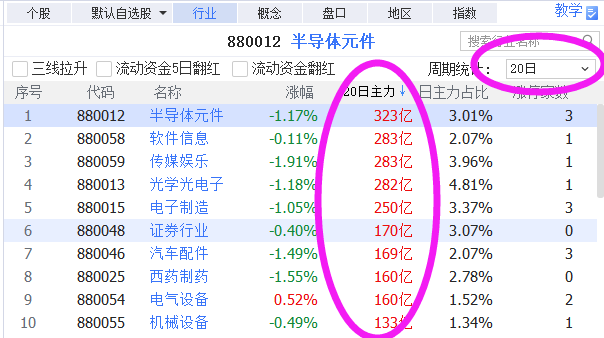 个股 默认自选股 行业 概念 盘口 地区 指数 教学
880012 半导体元件 搜索行业名称
三线拉升 流动资金5日翻红 流动资金翻红 周期统计: 20日
序号 代码 名称 涨幅 20日主力↓ 日主力占比 涨停家数
1 880012 半导体元件 -1.17% 323亿 3.01% 3
2 880058 软件信息 -0.11% 283亿 2.07% 1
3 880059 传媒娱乐 -1.91% 283亿 3.96% 1
4 880013 光学光电子 -1.18% 282亿 4.81% 1
5 880015 电子制造 -1.05% 250亿 3.37% 3
6 880048 证券行业 -0.40% 170亿 3.07% 0
7 880046 汽车配件 -1.49% 169亿 2.07% 3
8 880025 西药制药 -1.55% 160亿 2.78% 0
9 880054 电气设备 0.52% 160亿 1.52% 2
10 880055 机械设备 -0.49% 133亿 1.34% 1